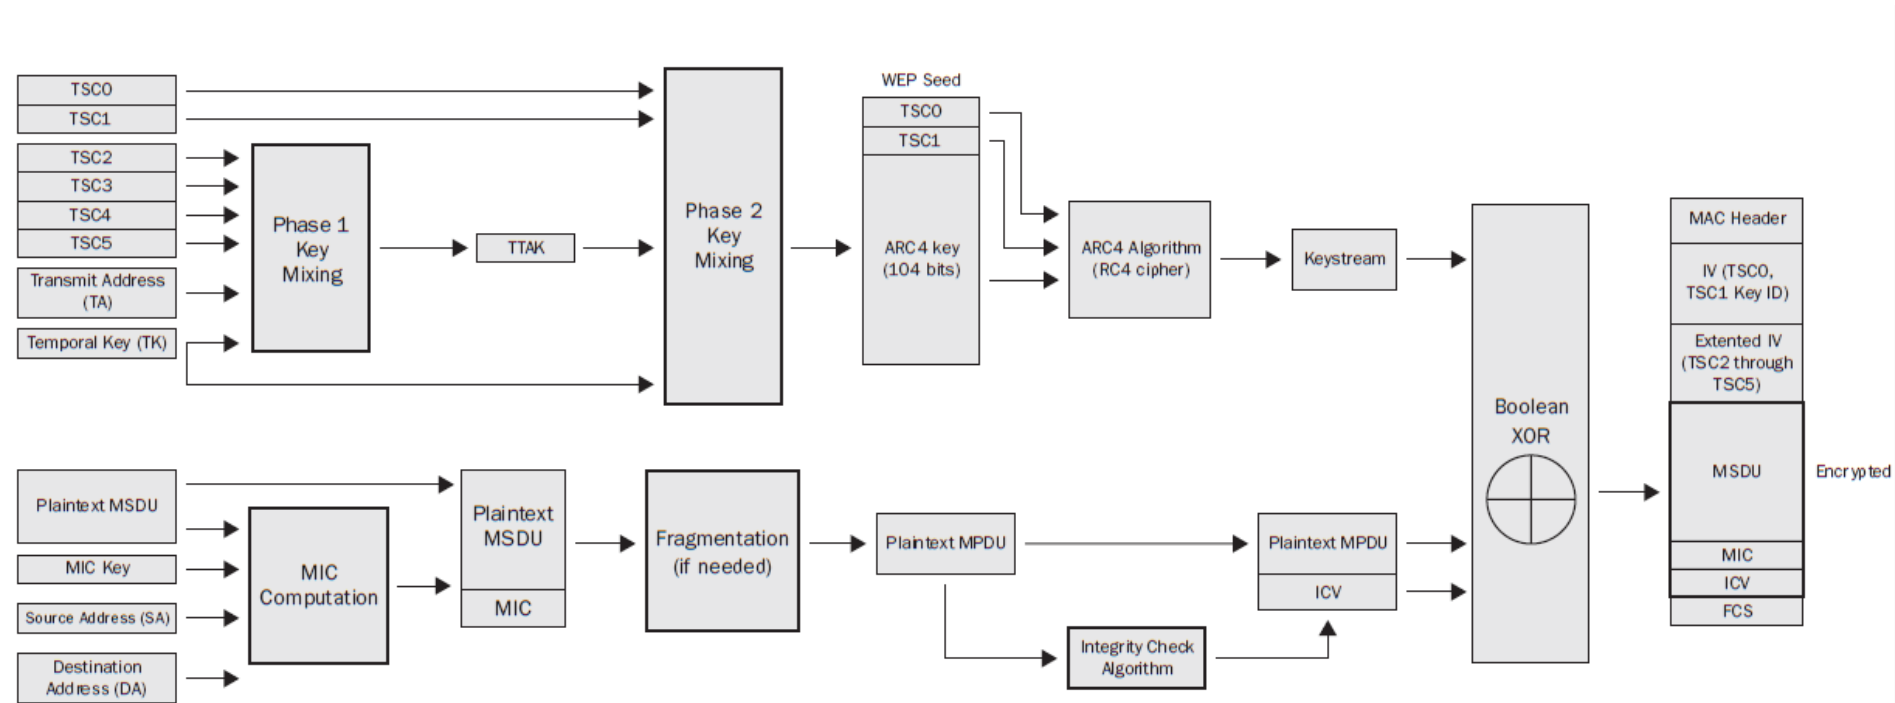 TSC0
TSC1
TSC2
TSC3
TSC4
TSC5
Transmit Address
(TA)
Temporal Key (TK)
Phase 1
Key
Mixing
TTAK
Phase 2
Key
Mixing
WEP Seed
TSC0
TSC1
ARC4 key
(104 bits)
ARC4 Algorithm
(RC4 cipher)
Keystream
Boolean
XOR
MAC Header
IV (TSC0,
TSC1 Key ID)
Extented IV
(TSC2 through
TSC5)
MSDU
Encrypted
MIC
ICV
FCS
Plaintext MSDU
MIC Key
Source Address (SA)
Destination
Address (DA)
MIC
Computation
Plaintext
MSDU
MIC
Fragmentation
(if needed)
Plaintext MPDU
Integrity Check
Algorithm
Plaintext MPDU
ICV